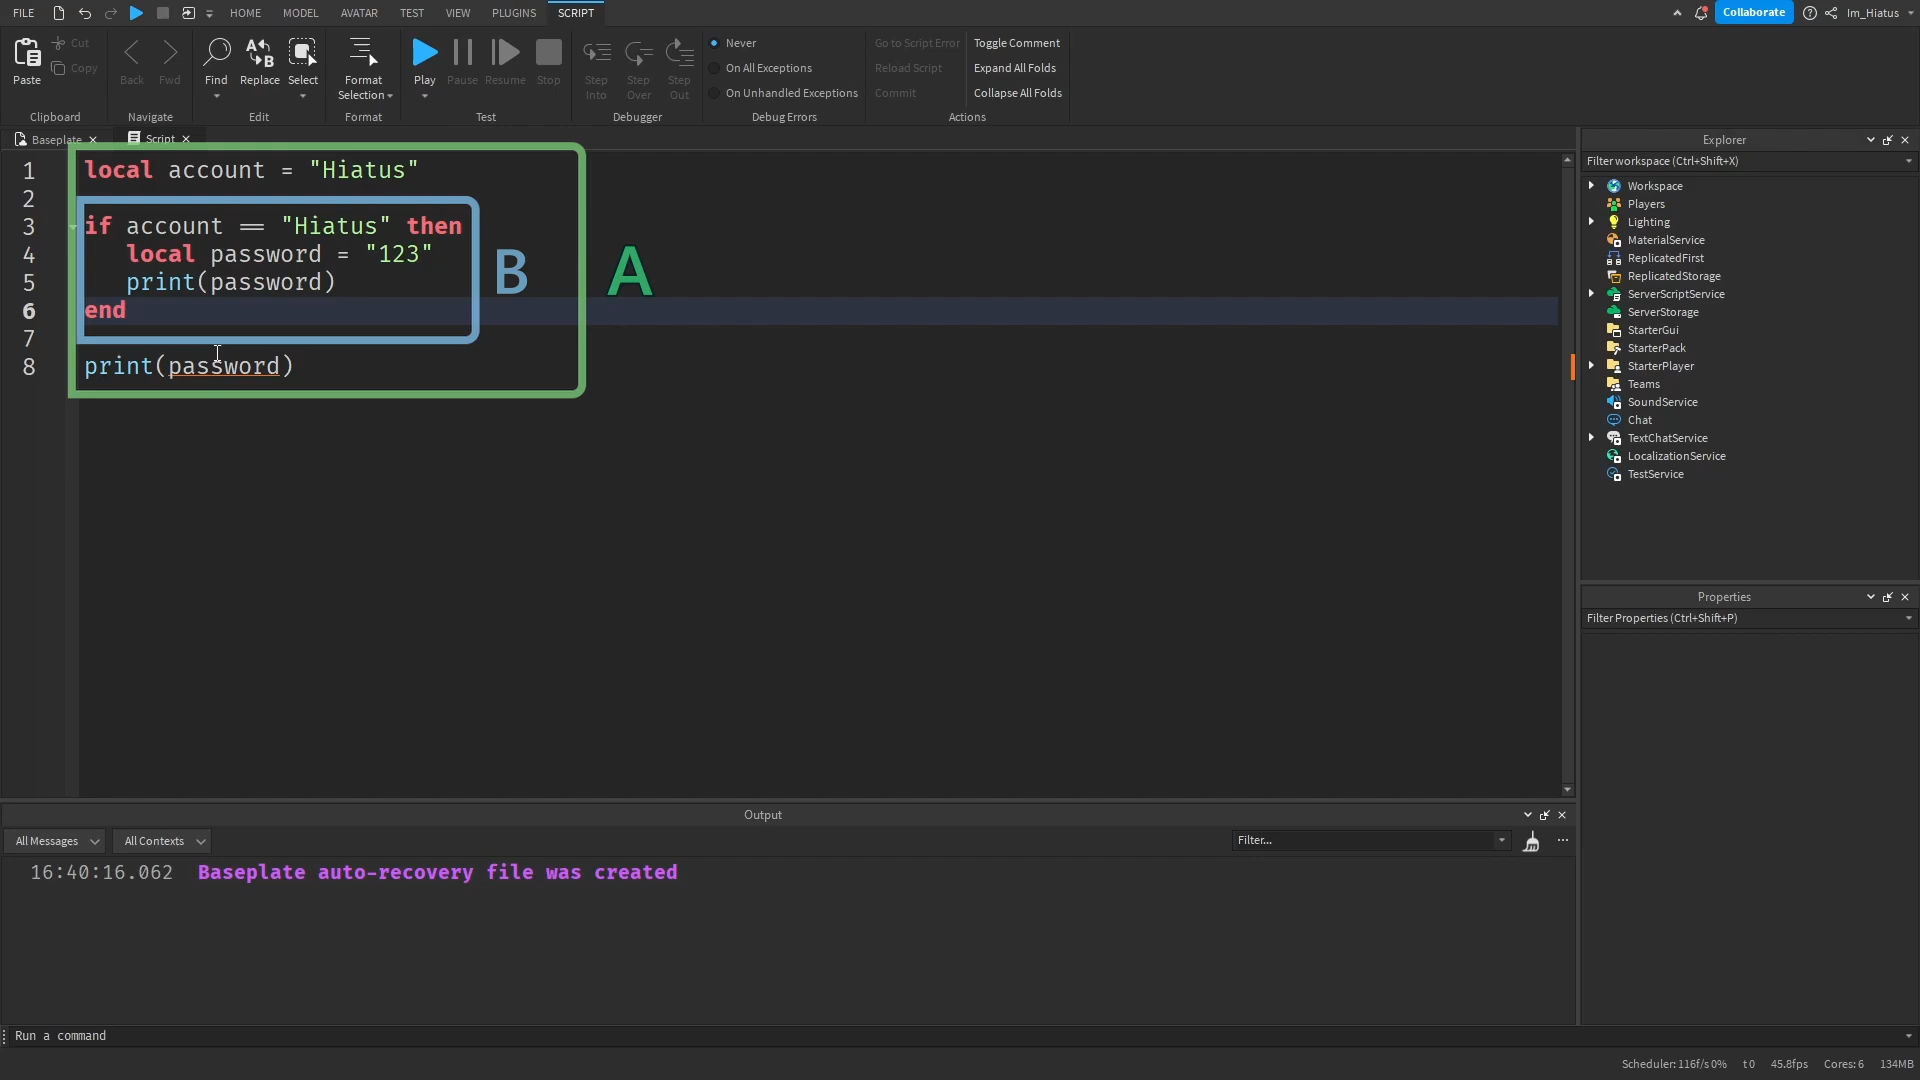 FILE HOME MODEL AVATAR TEST VIEW PLUGINS SCRIPT Collaborate Im_Hiatus
Paste Cut Copy Back Fwd Find Replace Select Format Selection Play Pause Resume Stop Step Into Step Over Step Out
Never
On All Exceptions
On Unhandled Exceptions
Go to Script Error
Reload Script
Commit
Toggle Comment
Expand All Folds
Collapse All Folds
Clipboard Navigate Edit Format Test Debugger Debug Errors Actions
Baseplate Script
1 local account = "Hiatus"
2
3 if account == "Hiatus" then
4 local password = "123"
5 print(password)
6 end
7
8 print(password)
B A
Explorer
Filter workspace (Ctrl+Shift+X)
Workspace
Players
Lighting
MaterialService
ReplicatedFirst
ReplicatedStorage
ServerScriptService
ServerStorage
StarterGui
StarterPack
StarterPlayer
Teams
SoundService
Chat
TextChatService
LocalizationService
TestService
Properties
Filter Properties (Ctrl+Shift+P)
Output
All Messages All Contexts Filter...
16:40:16.062 Baseplate auto-recovery file was created
Run a command
Scheduler: 116f/s 0% t 0 45.8fps Cores: 6 134MB